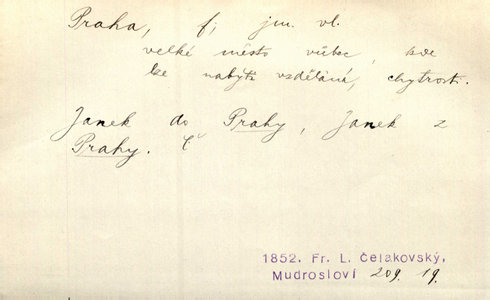 Praha, f; jm. vl.
velké město vůbec, kde
lze nabýti vzdělání, chytrosti.
Janek do Prahy, Janek z
Prahy. Č
1852. Fr. L. Čelakovský,
Mudrosloví 209. 19.